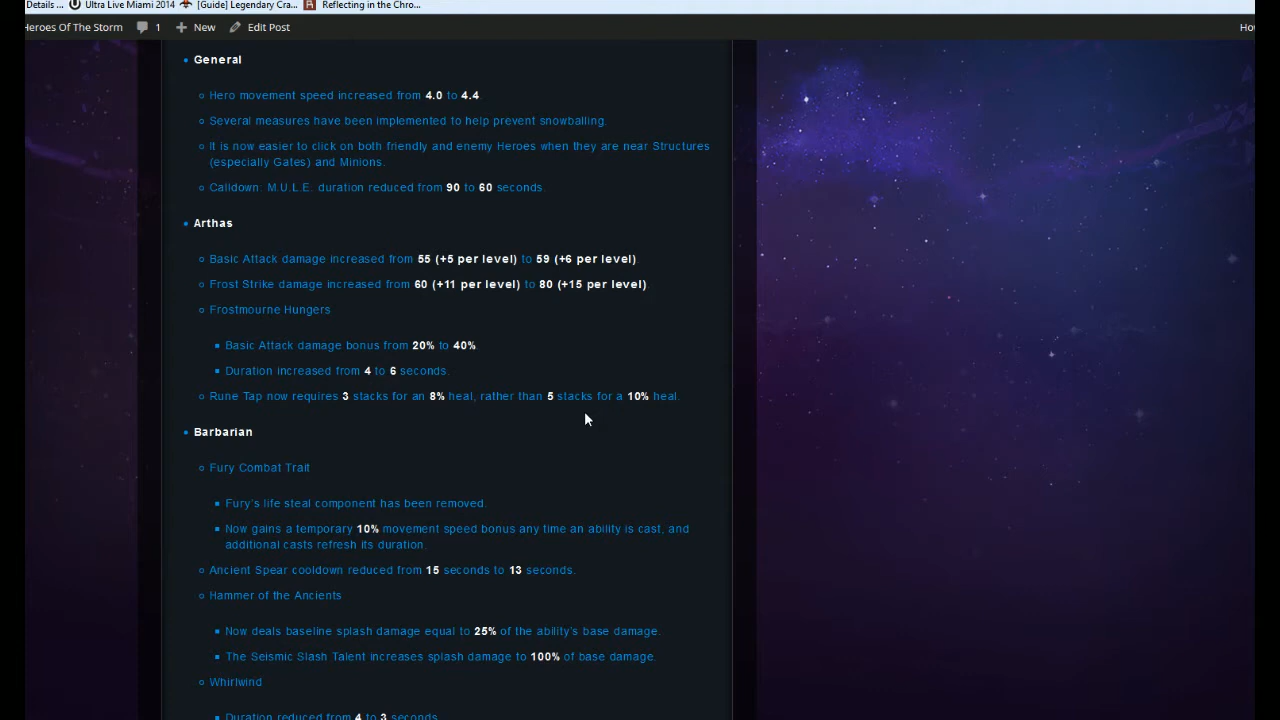 Details ... Ultra Live Miami 2014 [Guide] Legendary Cra... Reflecting in the Chro...
Heroes Of The Storm 1 New Edit Post
General
Hero movement speed increased from 4.0 to 4.4.
Several measures have been implemented to help prevent snowballing.
It is now easier to click on both friendly and enemy Heroes when they are near Structures
(especially Gates) and Minions.
Calldown: M.U.L.E. duration reduced from 90 to 60 seconds.
Arthas
Basic Attack damage increased from 55 (+5 per level) to 59 (+6 per level).
Frost Strike damage increased from 60 (+11 per level) to 80 (+15 per level).
Frostmourne Hungers
Basic Attack damage bonus from 20% to 40%.
Duration increased from 4 to 6 seconds.
Rune Tap now requires 3 stacks for an 8% heal, rather than 5 stacks for a 10% heal.
Barbarian
Fury Combat Trait
Fury's life steal component has been removed.
Now gains a temporary 10% movement speed bonus any time an ability is cast, and
additional casts refresh its duration.
Ancient Spear cooldown reduced from 15 seconds to 13 seconds.
Hammer of the Ancients
Now deals baseline splash damage equal to 25% of the ability's base damage.
The Seismic Slash Talent increases splash damage to 100% of base damage.
Whirlwind
Duration reduced from 4 to 3 seconds.